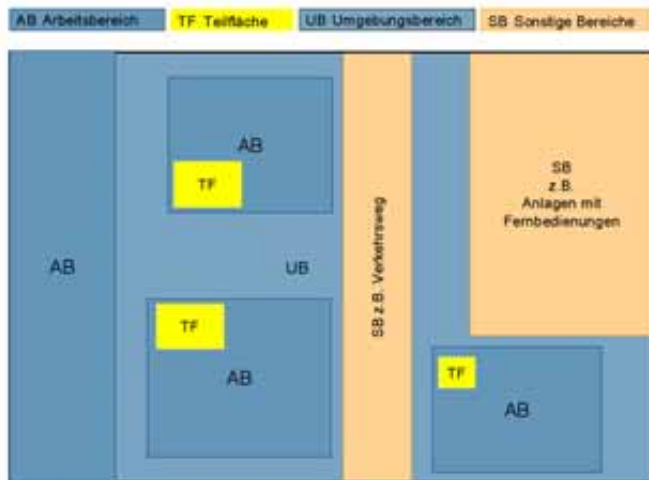 AB Arbeitsbereich
TF Teilfläche
UB Umgebungsbereich
SB Sonstige Bereiche
AB
TF
SB
z.B.
Anlagen mit
Fernbedienungen
SB z.B. Verkehrsweg
AB
UB
TF
AB
TF
AB